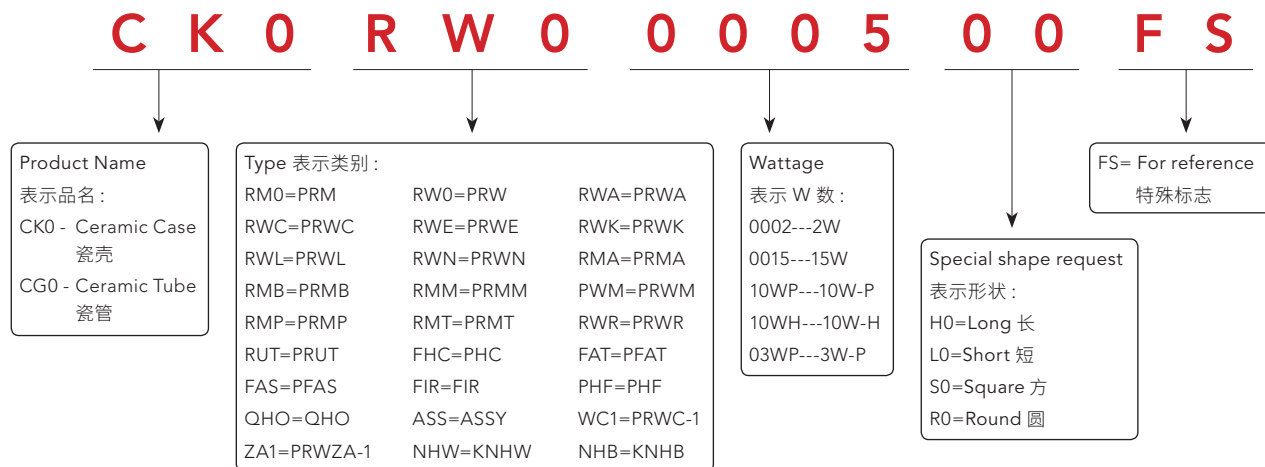 C K 0 R W 0 0 0 0 5 0 0 F S
Product Name
表示品名 :
CK0 - Ceramic Case
瓷壳
CG0 - Ceramic Tube
瓷管
Type 表示类别 :
RM0=PRM RW0=PRW RWA=PRWA
RWC=PRWC RWE=PRWE RWK=PRWK
RWL=PRWL RWN=PRWN RMA=PRMA
RMB=PRMB RMM=PRMM PWM=PRWM
RMP=PRMP RMT=PRMT RWR=PRWR
RUT=PRUT FHC=PHC FAT=PFAT
FAS=PFAS FIR=FIR PHF=PHF
QHO=QHO ASS=ASSY WC1=PRWC-1
ZA1=PRWZA-1 NHW=KNHW NHB=KNHB
Wattage
表示 W 数 :
0002---2W
0015---15W
10WP---10W-P
10WH---10W-H
03WP---3W-P
Special shape request
表示形状 :
H0=Long 长
L0=Short 短
S0=Square 方
R0=Round 圆
FS= For reference
特殊标志